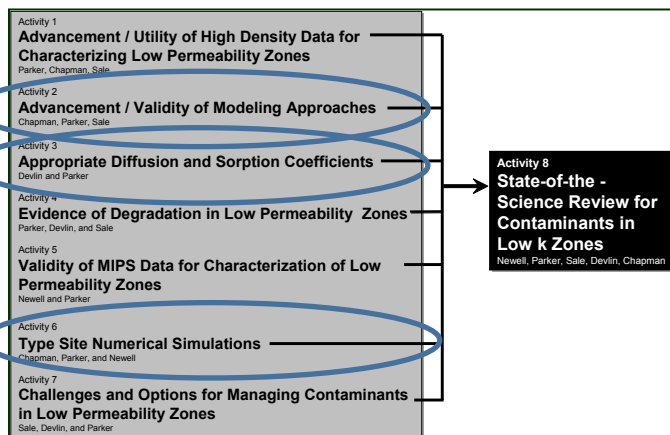 Activity 1
Advancement / Utility of High Density Data for
Characterizing Low Permeability Zones
Parker, Chapman, Sale
Activity 2
Advancement / Validity of Modeling Approaches
Chapman, Parker, Sale
Activity 3
Appropriate Diffusion and Sorption Coefficients
Devlin and Parker
Activity 4
Evidence of Degradation in Low Permeability Zones
Parker, Devlin, and Sale
Activity 5
Validity of MIPS Data for Characterization of Low
Permeability Zones
Newell and Parker
Activity 6
Type Site Numerical Simulations
Chapman, Parker, and Newell
Activity 7
Challenges and Options for Managing Contaminants
in Low Permeability Zones
Sale, Devlin, and Parker
Activity 8
State-of-the -
Science Review for
Contaminants in
Low k Zones
Newell, Parker, Sale, Devlin, Chapman